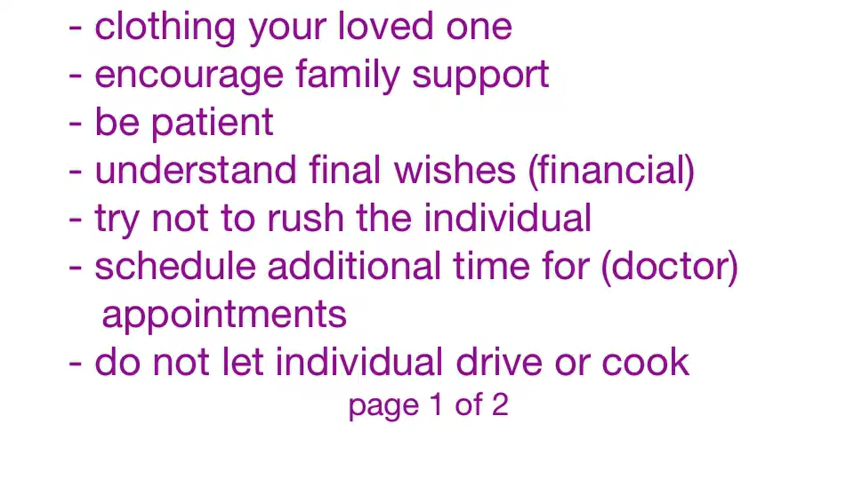 - clothing your loved one
- encourage family support
- be patient
- understand final wishes (financial)
- try not to rush the individual
- schedule additional time for (doctor)
appointments
- do not let individual drive or cook
page 1 of 2